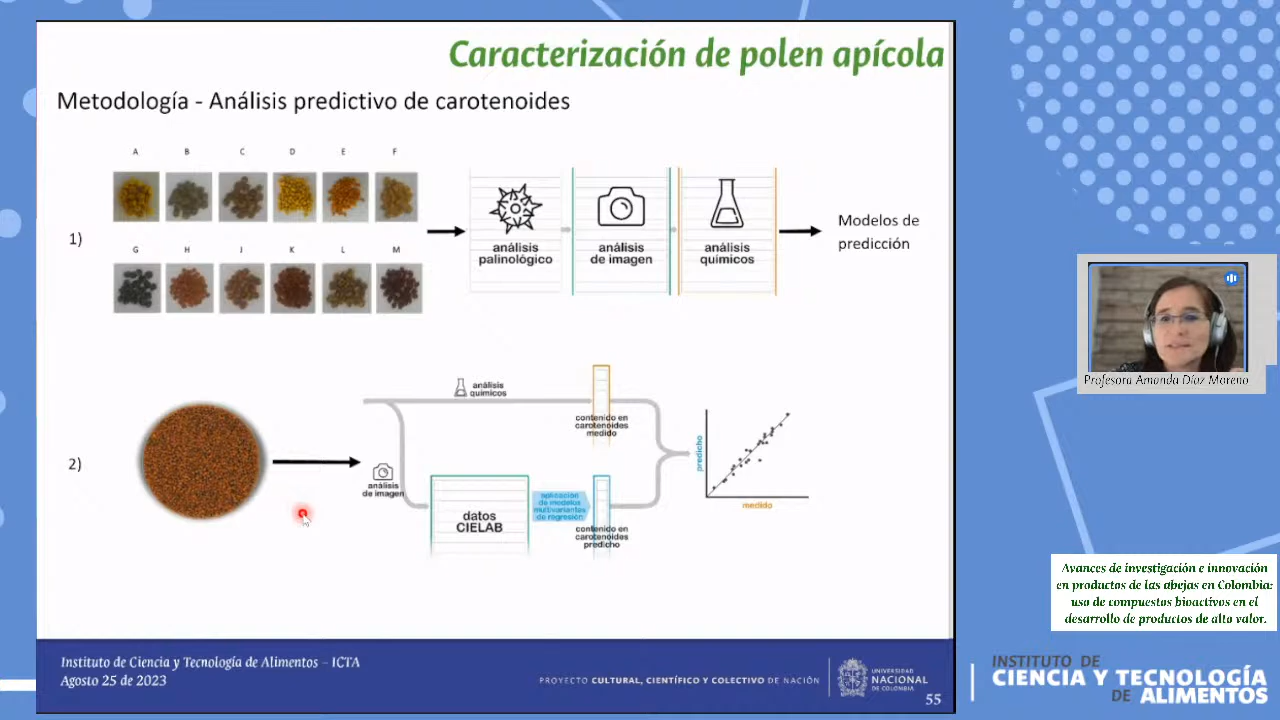 Caracterización de polen apícola
Metodología - Análisis predictivo de carotenoides
A B C D E F
1)
G H J K L M
análisis
palinológico
análisis
de imagen
análisis
químicos
Modelos de
predicción
2)
análisis
químicos
contenido en
carotenoides
medido
análisis
de imagen
datos
CIELAB
aplicación
de modelos
multivariantes
de regresión
contenido en
carotenoides
predicho
predicho
medido
Profesora Amanda
Moreno
Avances de investigación e innovación
en productos de las abejas en Colombia:
uso de compuestos bioactivos en el
desarrollo de productos de alto valor.
Instituto de Ciencia y Tecnología de Alimentos – ICTA
Agosto 25 de 2023
PROYECTO CULTURAL, CIENTÍFICO Y COLECTIVO DE NACIÓN
UNIVERSIDAD
NACIONAL
DE COLOMBIA
55
INSTITUTO DE
CIENCIA Y TECNOLOGÍA
DE ALIMENTOS